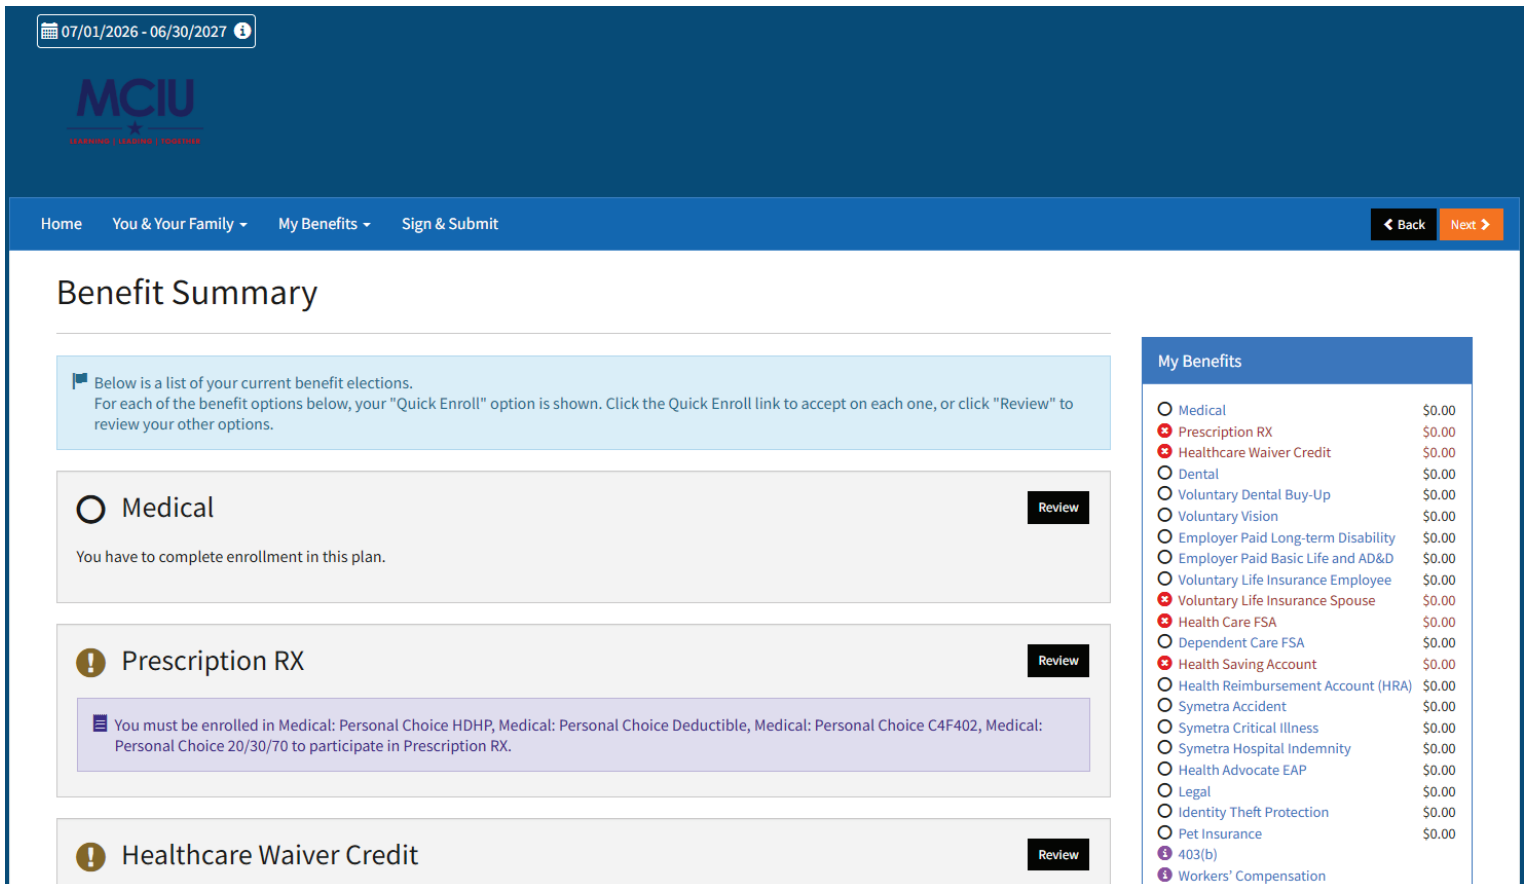 07/01/2026 - 06/30/2027
MCIU
LEARNING | LEADING | TOGETHER
Home You & Your Family My Benefits Sign & Submit Back Next
Benefit Summary
Below is a list of your current benefit elections.
For each of the benefit options below, your "Quick Enroll" option is shown. Click the Quick Enroll link to accept on each one, or click "Review" to
review your other options.
Medical
Review
You have to complete enrollment in this plan.
Prescription RX
Review
You must be enrolled in Medical: Personal Choice HDHP, Medical: Personal Choice Deductible, Medical: Personal Choice C4F402, Medical:
Personal Choice 20/30/70 to participate in Prescription RX.
Healthcare Waiver Credit
Review
My Benefits
Medical $0.00
Prescription RX $0.00
Healthcare Waiver Credit $0.00
Dental $0.00
Voluntary Dental Buy-Up $0.00
Voluntary Vision $0.00
Employer Paid Long-term Disability $0.00
Employer Paid Basic Life and AD&D $0.00
Voluntary Life Insurance Employee $0.00
Voluntary Life Insurance Spouse $0.00
Health Care FSA $0.00
Dependent Care FSA $0.00
Health Saving Account $0.00
Health Reimbursement Account (HRA) $0.00
Symetra Accident $0.00
Symetra Critical Illness $0.00
Symetra Hospital Indemnity $0.00
Health Advocate EAP $0.00
Legal $0.00
Identity Theft Protection $0.00
Pet Insurance $0.00
403(b)
Workers' Compensation